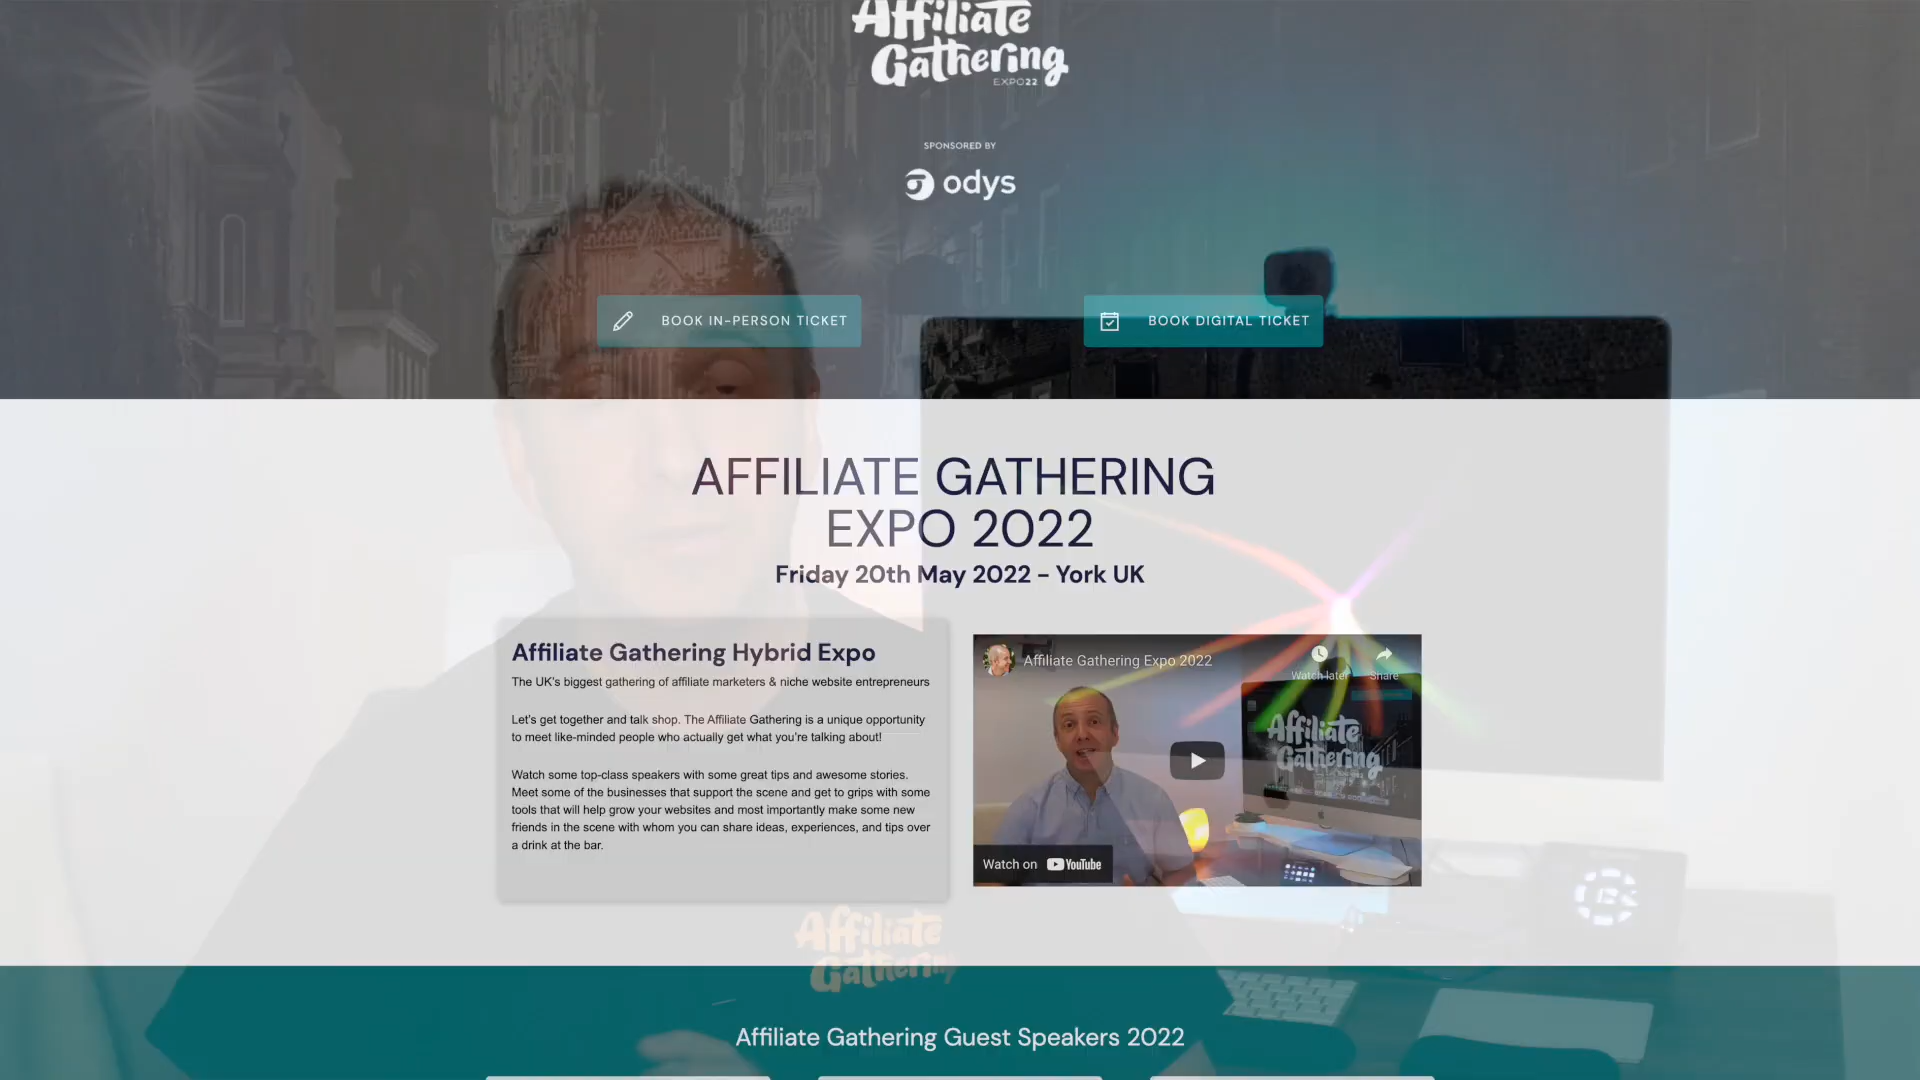 Affiliate
Gathering
EXPO22
SPONSORED BY
odys
BOOK IN-PERSON TICKET
BOOK DIGITAL TICKET
AFFILIATE GATHERING
EXPO 2022
Friday 20th May 2022 – York UK
Affiliate Gathering Hybrid Expo
The UK's biggest gathering of affiliate marketers & niche website entrepreneurs
Let's get together and talk shop. The Affiliate Gathering is a unique opportunity
to meet like-minded people who actually get what you're talking about!
Watch some top-class speakers with some great tips and awesome stories.
Meet some of the businesses that support the scene and get to grips with some
tools that will help grow your websites and most importantly make some new
friends in the scene with whom you can share ideas, experiences, and tips over
a drink at the bar.
Affiliate Gathering Expo 2022
Watch later
Share
Affiliate
Gathering
Watch on YouTube
Affiliate
Gathering
Affiliate Gathering Guest Speakers 2022